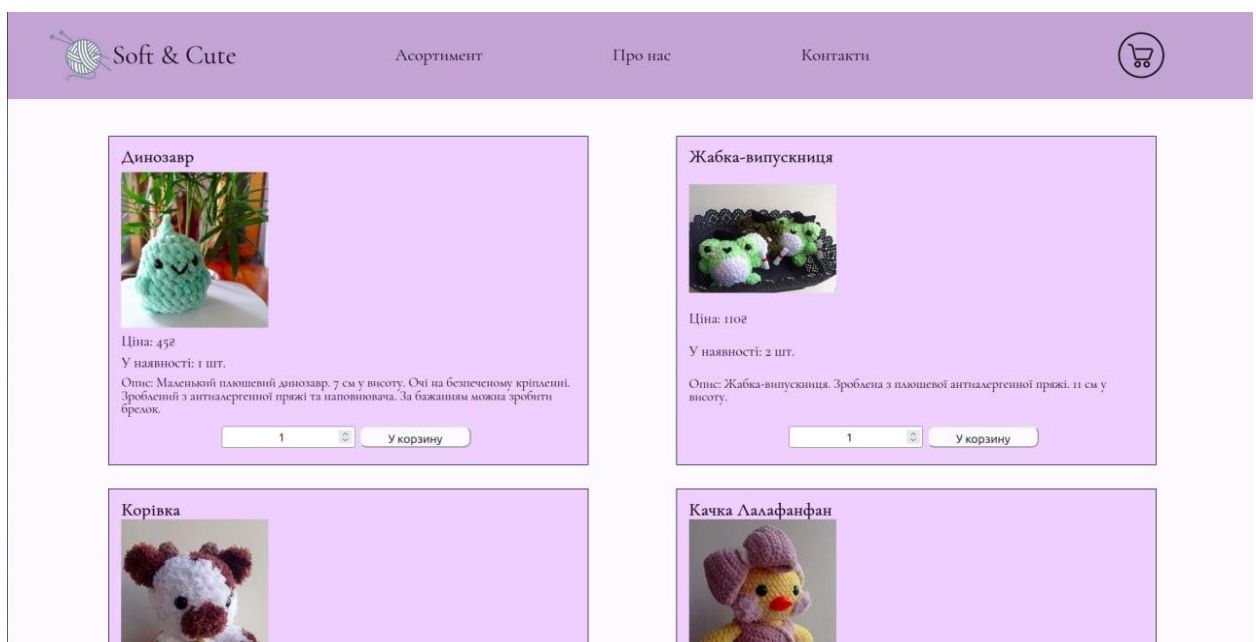 Soft & Cute
Асортимент
Про нас
Контакти
Динозавр
Ціна: 45₴
У наявності: 1 шт.
Опис: Маленький плюшевий динозавр. 7 см у висоту. Очі на безпеченому кріпленні.
Зроблений з антиалергенної пряжі та наповнювача. За бажанням можна зробити
брелок.
1
У корзину
Жабка-випускниця
Ціна: 110₴
У наявності: 2 шт.
Опис: Жабка-випускниця. Зроблена з плюшевої антиалергенної пряжі. 11 см у
висоту.
1
У корзину
Корівка
Качка Лалафанфан